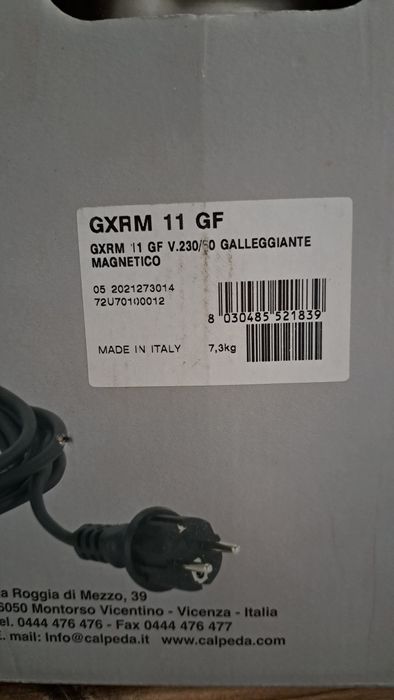 GXRM 11 GF
GXRM 11 GF V.230/50 GALLEGGIANTE
MAGNETICO
05 2021273014
72U70100012
8 030485 521839
MADE IN ITALY 7,3kg
a Roggia di Mezzo, 39
6050 Montorso Vicentino - Vicenza - Italia
el. 0444 476 476 - Fax 0444 476 477
. mail: Info@calpeda.it www.calpeda.com